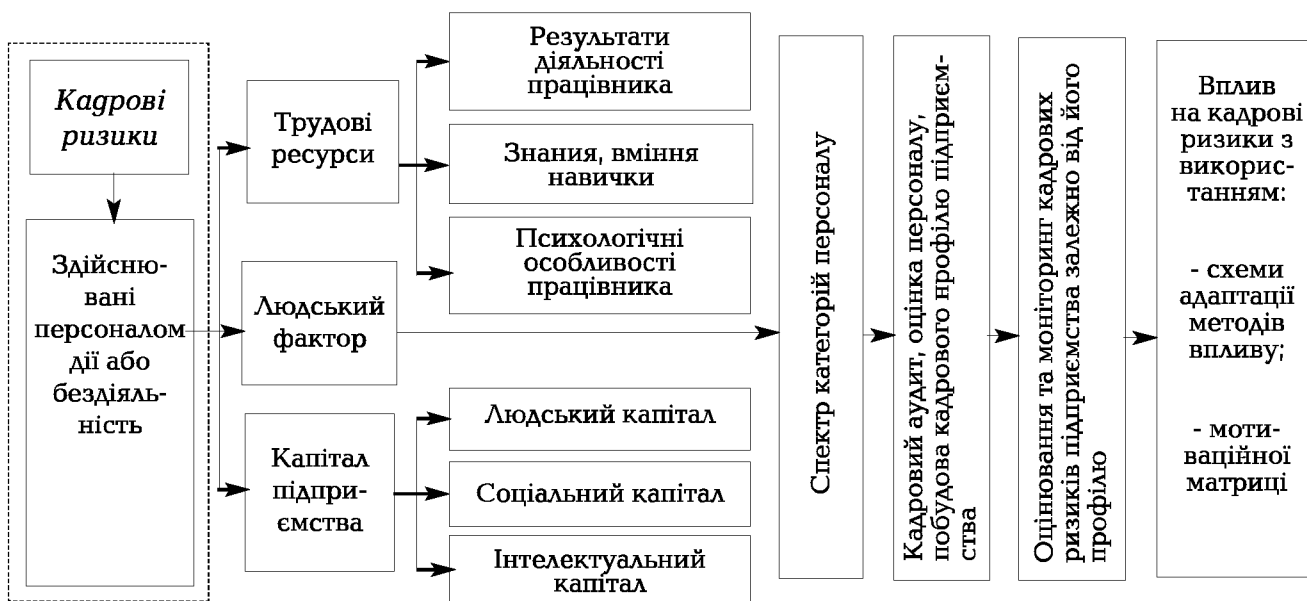 Кадрові
ризики
Здійсню-
вані
персоналом
дії або
бездіяль-
ність
Трудові
ресурси
Людський
фактор
Капітал
підпри-
ємства
Результати
діяльності
працівника
Знания, вміння
навички
Психологічні
особливості
працівника
Людський капітал
Соціальний капітал
Інтелектуальний
капітал
Спектр категорій персоналу
Кадровий аудит, оцінка персоналу,
побудова кадрового нрофілю підприєм-
ства
Оцінювання та моніторинг кадрових
ризиків підприємства залежно від його
профілю
Вплив
на кадрові
ризики з
викорис-
танням:
- схеми
адаптації
методів
впливу;
- моти-
ваційної
матриці